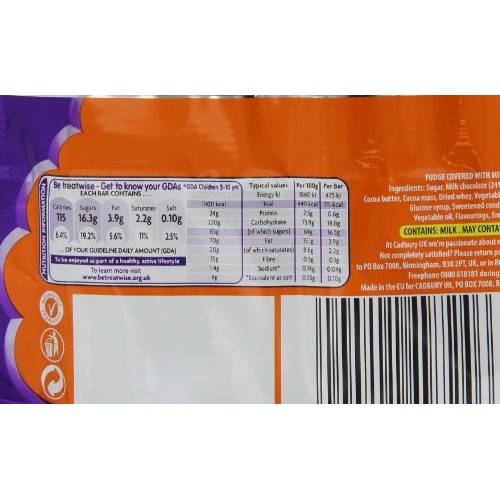 NUTRITION INFORMATION
Be treatwise - Get to know your GDAs *GDA Children 5-10 yrs
EACH BAR CONTAINS...
Calories Sugars Fat Saturates Salt
115 16.3g 3.9g 2.2g 0.10g
6.4% 19.2% 5.6% 11% 2.5%
...OF YOUR GUIDELINE DAILY AMOUNT (GDA)
To be enjoyed as part of a healthy, active lifestyle
To learn more visit
www.betreatwise.org.uk
Typical values Per 100g Per Bar
Energy kJ 1860 kJ 475 kJ
1800 kcal kcal 440 kcal 115 kcal
24g Protein 2.5g 0.6g
220g Carbohydrate 73.9g 18.8g
85g (of which sugars) 64g 16.3g
70g Fat 15.1g 3.9g
20g (of which saturates) 8.6g 2.2g
15g Fibre 0.5g 0.1g
1.4g Sodium* 0.14g 0.04g
4g *Equivalent as salt 0.35g 0.10g
FUDGE COVERED WITH MI
Ingredients: Sugar, Milk chocolate (24%
Cocoa butter, Cocoa mass, Dried whey, Vegetabl
Glucose syrup, Sweetened cond
Vegetable oil, Flavourings, Em
CONTAINS: MILK. MAY CONTA
At Cadbury UK we're passionate about
Not completely satisfied? Please return pr
to PO Box 7008, Birmingham, B30 2PT, UK, or in R
Freephone 0800 818181 during
Made in the EU for CADBURY UK, PO BOX 7008, B